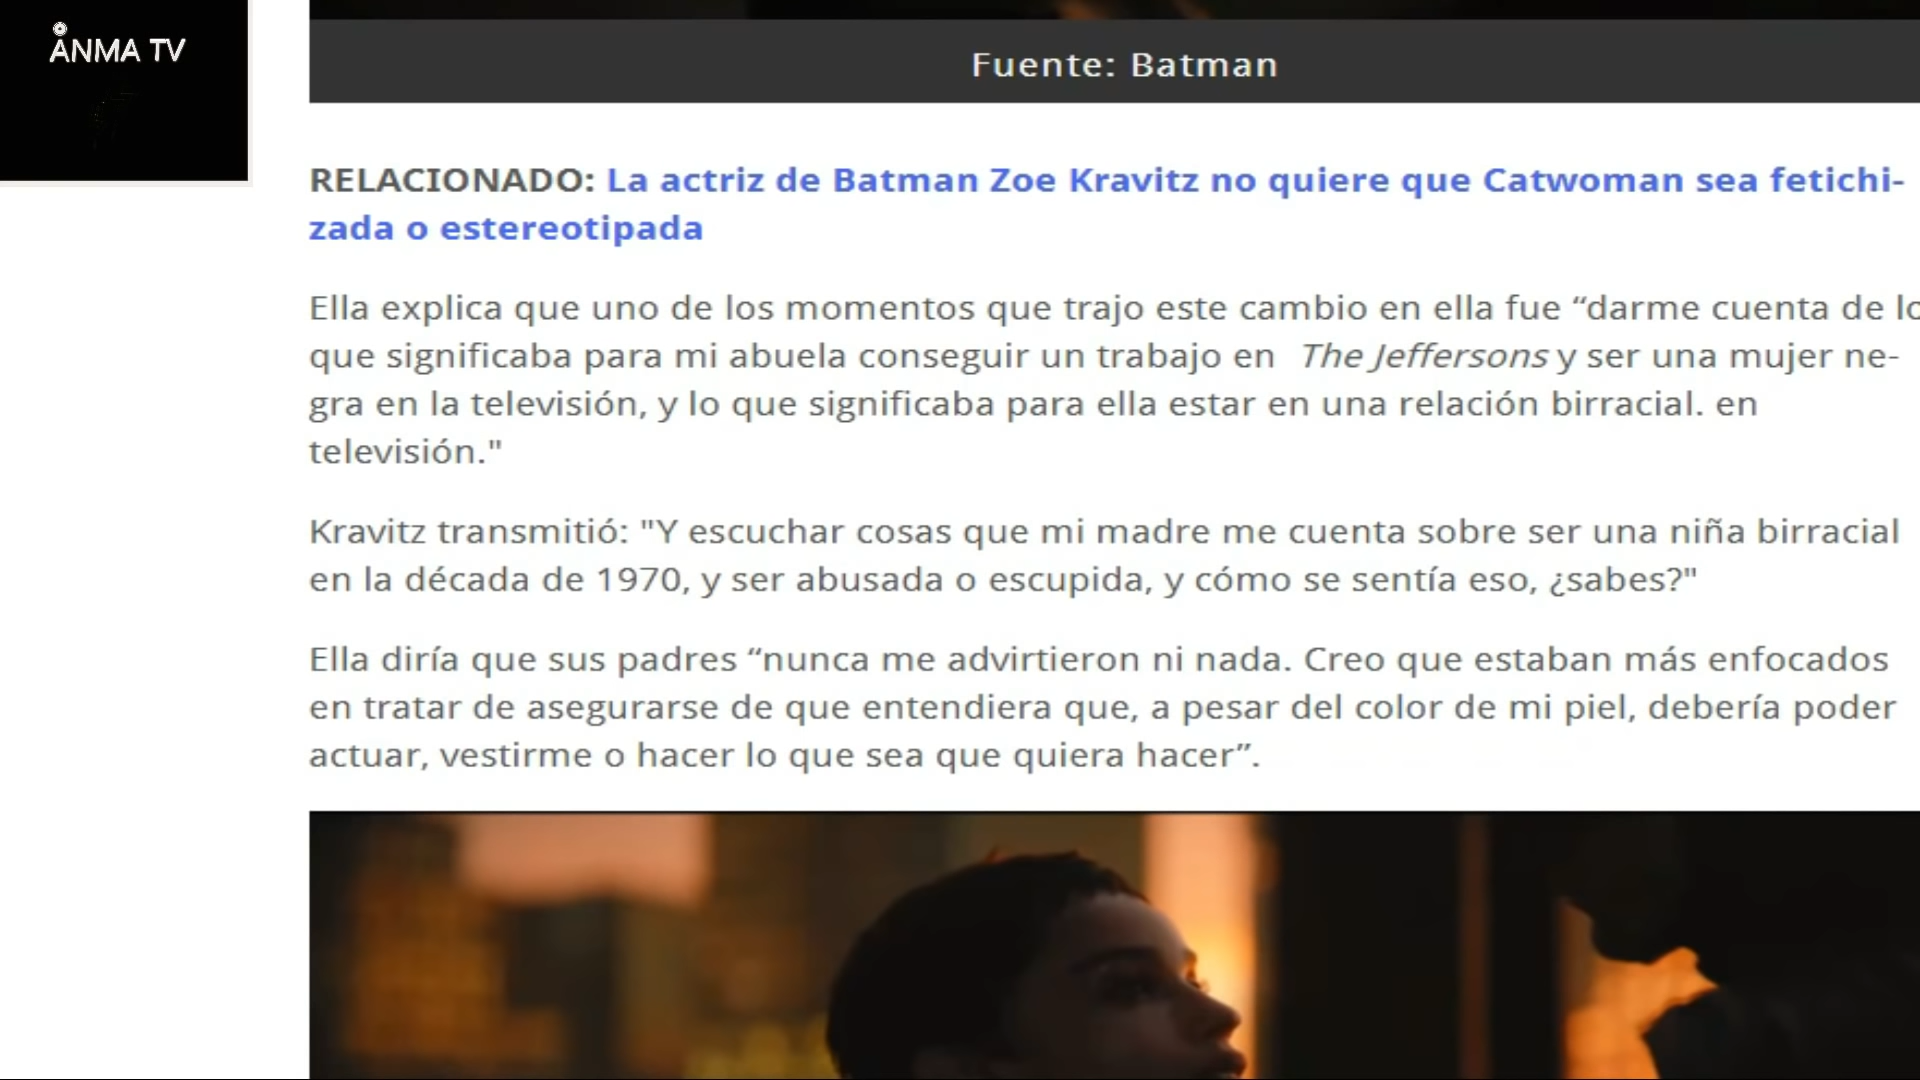 ÅNMA TV
Fuente: Batman
RELACIONADO: La actriz de Batman Zoe Kravitz no quiere que Catwoman sea fetichi-
zada o estereotipada
Ella explica que uno de los momentos que trajo este cambio en ella fue “darme cuenta de lo
que significaba para mi abuela conseguir un trabajo en The Jeffersons y ser una mujer ne-
gra en la televisión, y lo que significaba para ella estar en una relación birracial. en
televisión."
Kravitz transmitió: "Y escuchar cosas que mi madre me cuenta sobre ser una niña birracial
en la década de 1970, y ser abusada o escupida, y cómo se sentía eso, ¿sabes?"
Ella diría que sus padres “nunca me advirtieron ni nada. Creo que estaban más enfocados
en tratar de asegurarse de que entendiera que, a pesar del color de mi piel, debería poder
actuar, vestirme o hacer lo que sea que quiera hacer”.